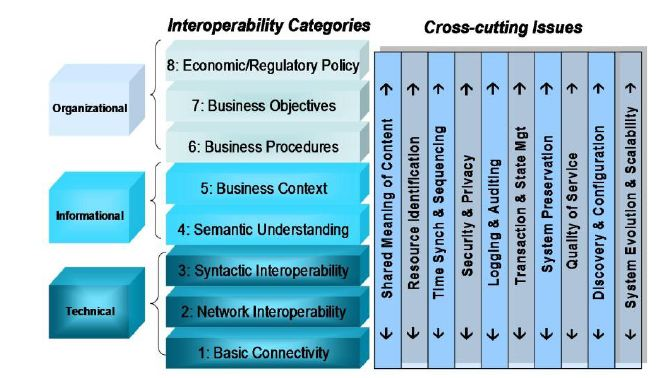 Interoperability Categories
Cross-cutting Issues
Organizational
8: Economic/Regulatory Policy
7: Business Objectives
6: Business Procedures
Informational
5: Business Context
4: Semantic Understanding
Technical
3: Syntactic Interoperability
2: Network Interoperability
1: Basic Connectivity
Shared Meaning of Content
Resource Identification
Time Synch & Sequencing
Security & Privacy
Logging & Auditing
Transaction & State Mgt
System Preservation
Quality of Service
Discovery & Configuration
System Evolution & Scalability